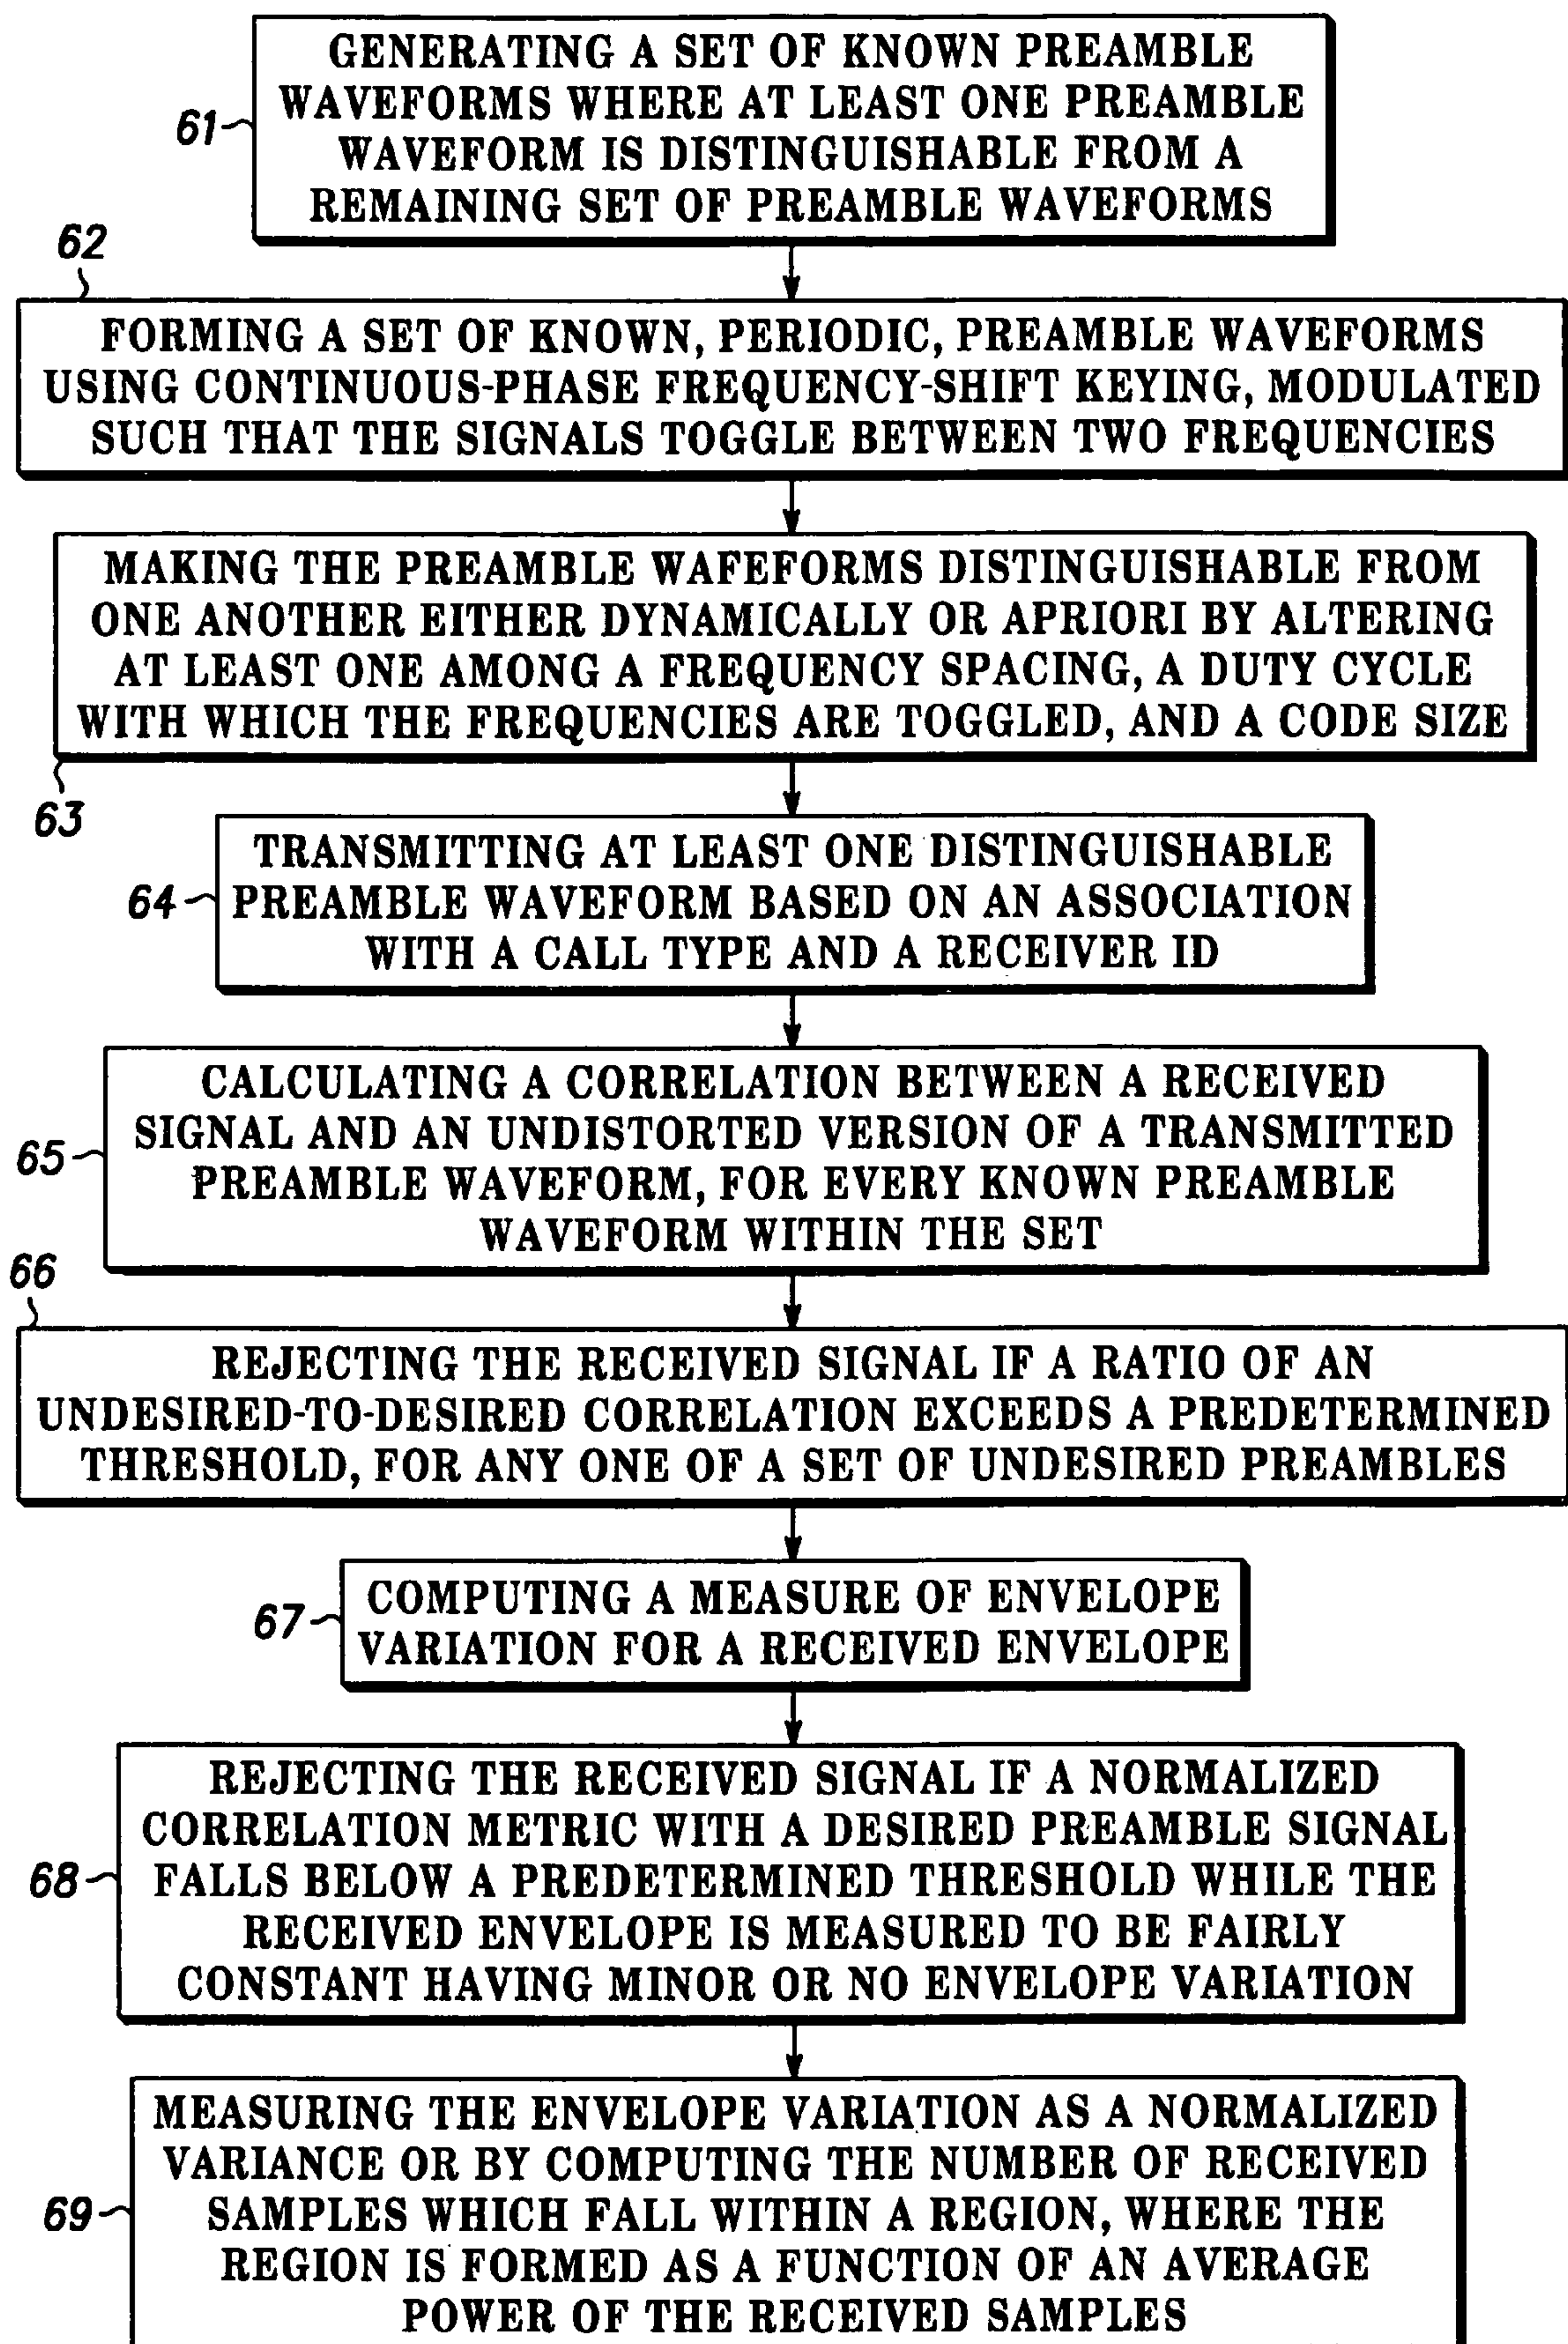 GENERATING A SET OF KNOWN PREAMBLE
WAVEFORMS WHERE AT LEAST ONE PREAMBLE
WAVEFORM IS DISTINGUISHABLE FROM A
REMAINING SET OF PREAMBLE WAVEFORMS
61
62
FORMING A SET OF KNOWN, PERIODIC, PREAMBLE WAVEFORMS
USING CONTINUOUS-PHASE FREQUENCY-SHIFT KEYING, MODULATED
SUCH THAT THE SIGNALS TOGGLE BETWEEN TWO FREQUENCIES
MAKING THE PREAMBLE WAFEFORMS DISTINGUISHABLE FROM
ONE ANOTHER EITHER DYNAMICALLY OR APRIORI BY ALTERING
AT LEAST ONE AMONG A FREQUENCY SPACING, A DUTY CYCLE
WITH WHICH THE FREQUENCIES ARE TOGGLED, AND A CODE SIZE
63
TRANSMITTING AT LEAST ONE DISTINGUISHABLE
PREAMBLE WAVEFORM BASED ON AN ASSOCIATION
WITH A CALL TYPE AND A RECEIVER ID
64
CALCULATING A CORRELATION BETWEEN A RECEIVED
SIGNAL AND AN UNDISTORTED VERSION OF A TRANSMITTED
PREAMBLE WAVEFORM, FOR EVERY KNOWN PREAMBLE
WAVEFORM WITHIN THE SET
65
66
REJECTING THE RECEIVED SIGNAL IF A RATIO OF AN
UNDESIRED-TO-DESIRED CORRELATION EXCEEDS A PREDETERMINED
THRESHOLD, FOR ANY ONE OF A SET OF UNDESIRED PREAMBLES
COMPUTING A MEASURE OF ENVELOPE
VARIATION FOR A RECEIVED ENVELOPE
67
REJECTING THE RECEIVED SIGNAL IF A NORMALIZED
CORRELATION METRIC WITH A DESIRED PREAMBLE SIGNAL
FALLS BELOW A PREDETERMINED THRESHOLD WHILE THE
RECEIVED ENVELOPE IS MEASURED TO BE FAIRLY
CONSTANT HAVING MINOR OR NO ENVELOPE VARIATION
68
MEASURING THE ENVELOPE VARIATION AS A NORMALIZED
VARIANCE OR BY COMPUTING THE NUMBER OF RECEIVED
SAMPLES WHICH FALL WITHIN A REGION, WHERE THE
REGION IS FORMED AS A FUNCTION OF AN AVERAGE
POWER OF THE RECEIVED SAMPLES
69